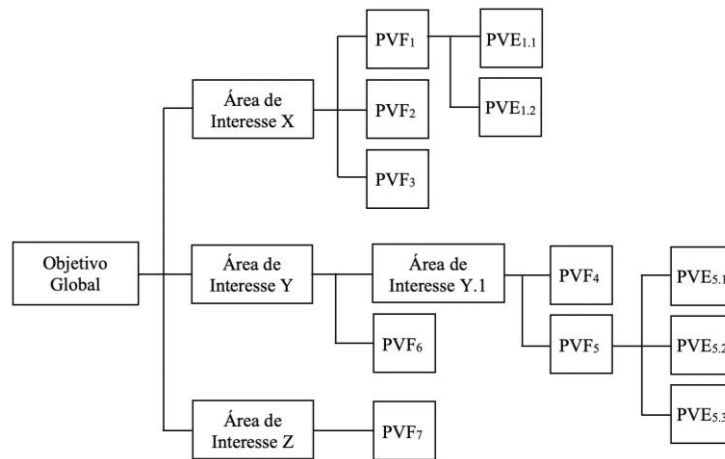 PVF₁
PVE₁.₁
Área de
Interesse X
PVF₂
PVE₁.₂
PVF₃
Objetivo
Global
Área de
Interesse Y
Área de
Interesse Y.1
PVF₄
PVE₅.₁
PVF₆
PVF₅
PVE₅.₂
Área de
Interesse Z
PVF₇
PVE₅.₃